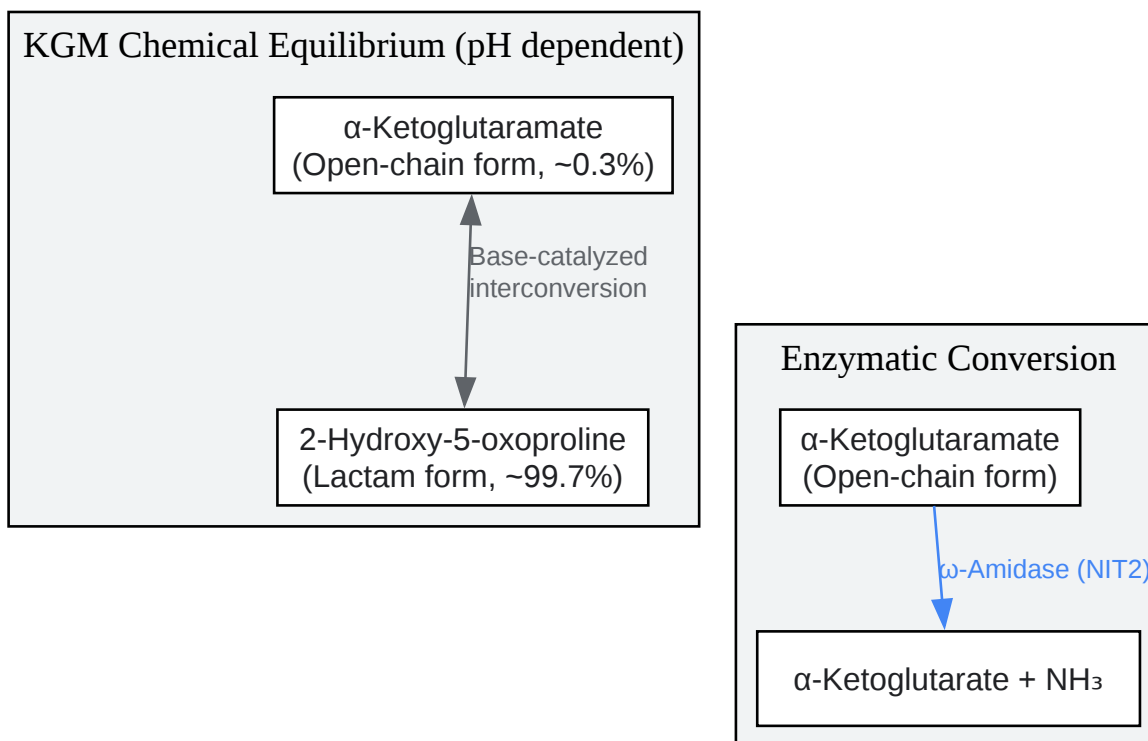 KGM Chemical Equilibrium (pH dependent)
α-Ketoglutaramate
(Open-chain form, ~0.3%)
Base-catalyzed
interconversion
2-Hydroxy-5-oxoproline
(Lactam form, ~99.7%)
Enzymatic Conversion
α-Ketoglutaramate
(Open-chain form)
ω-Amidase (NIT2)
α-Ketoglutarate + NH₃